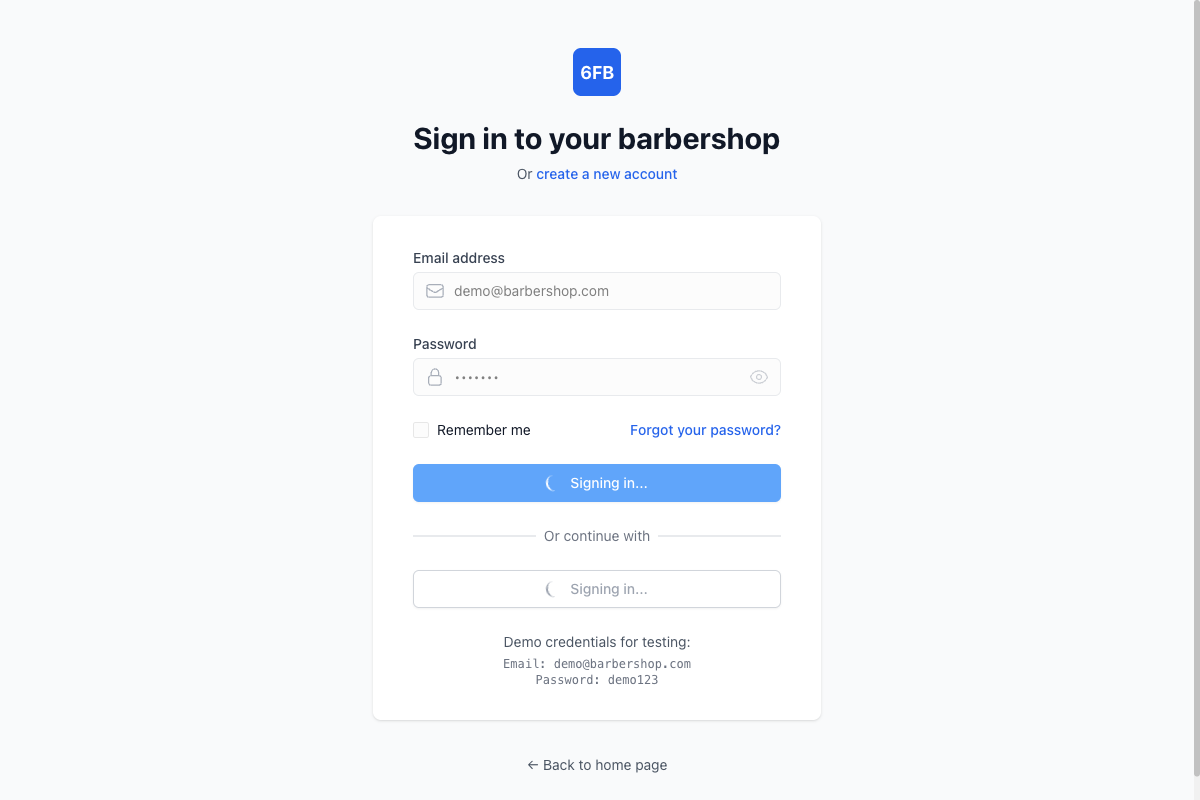 6FB
Sign in to your barbershop
Or create a new account
Email address
demo@barbershop.com
Password
•••••••
Remember me
Forgot your password?
Signing in...
Or continue with
Signing in...
Demo credentials for testing:
Email: demo@barbershop.com
Password: demo123
← Back to home page